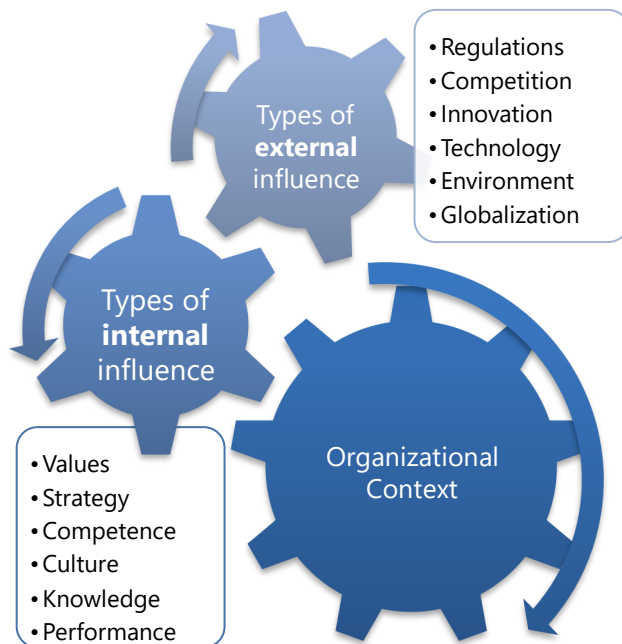 Types of
external
influence
• Regulations
• Competition
• Innovation
• Technology
• Environment
• Globalization
Types of
internal
influence
• Values
• Strategy
• Competence
• Culture
• Knowledge
• Performance
Organizational
Context